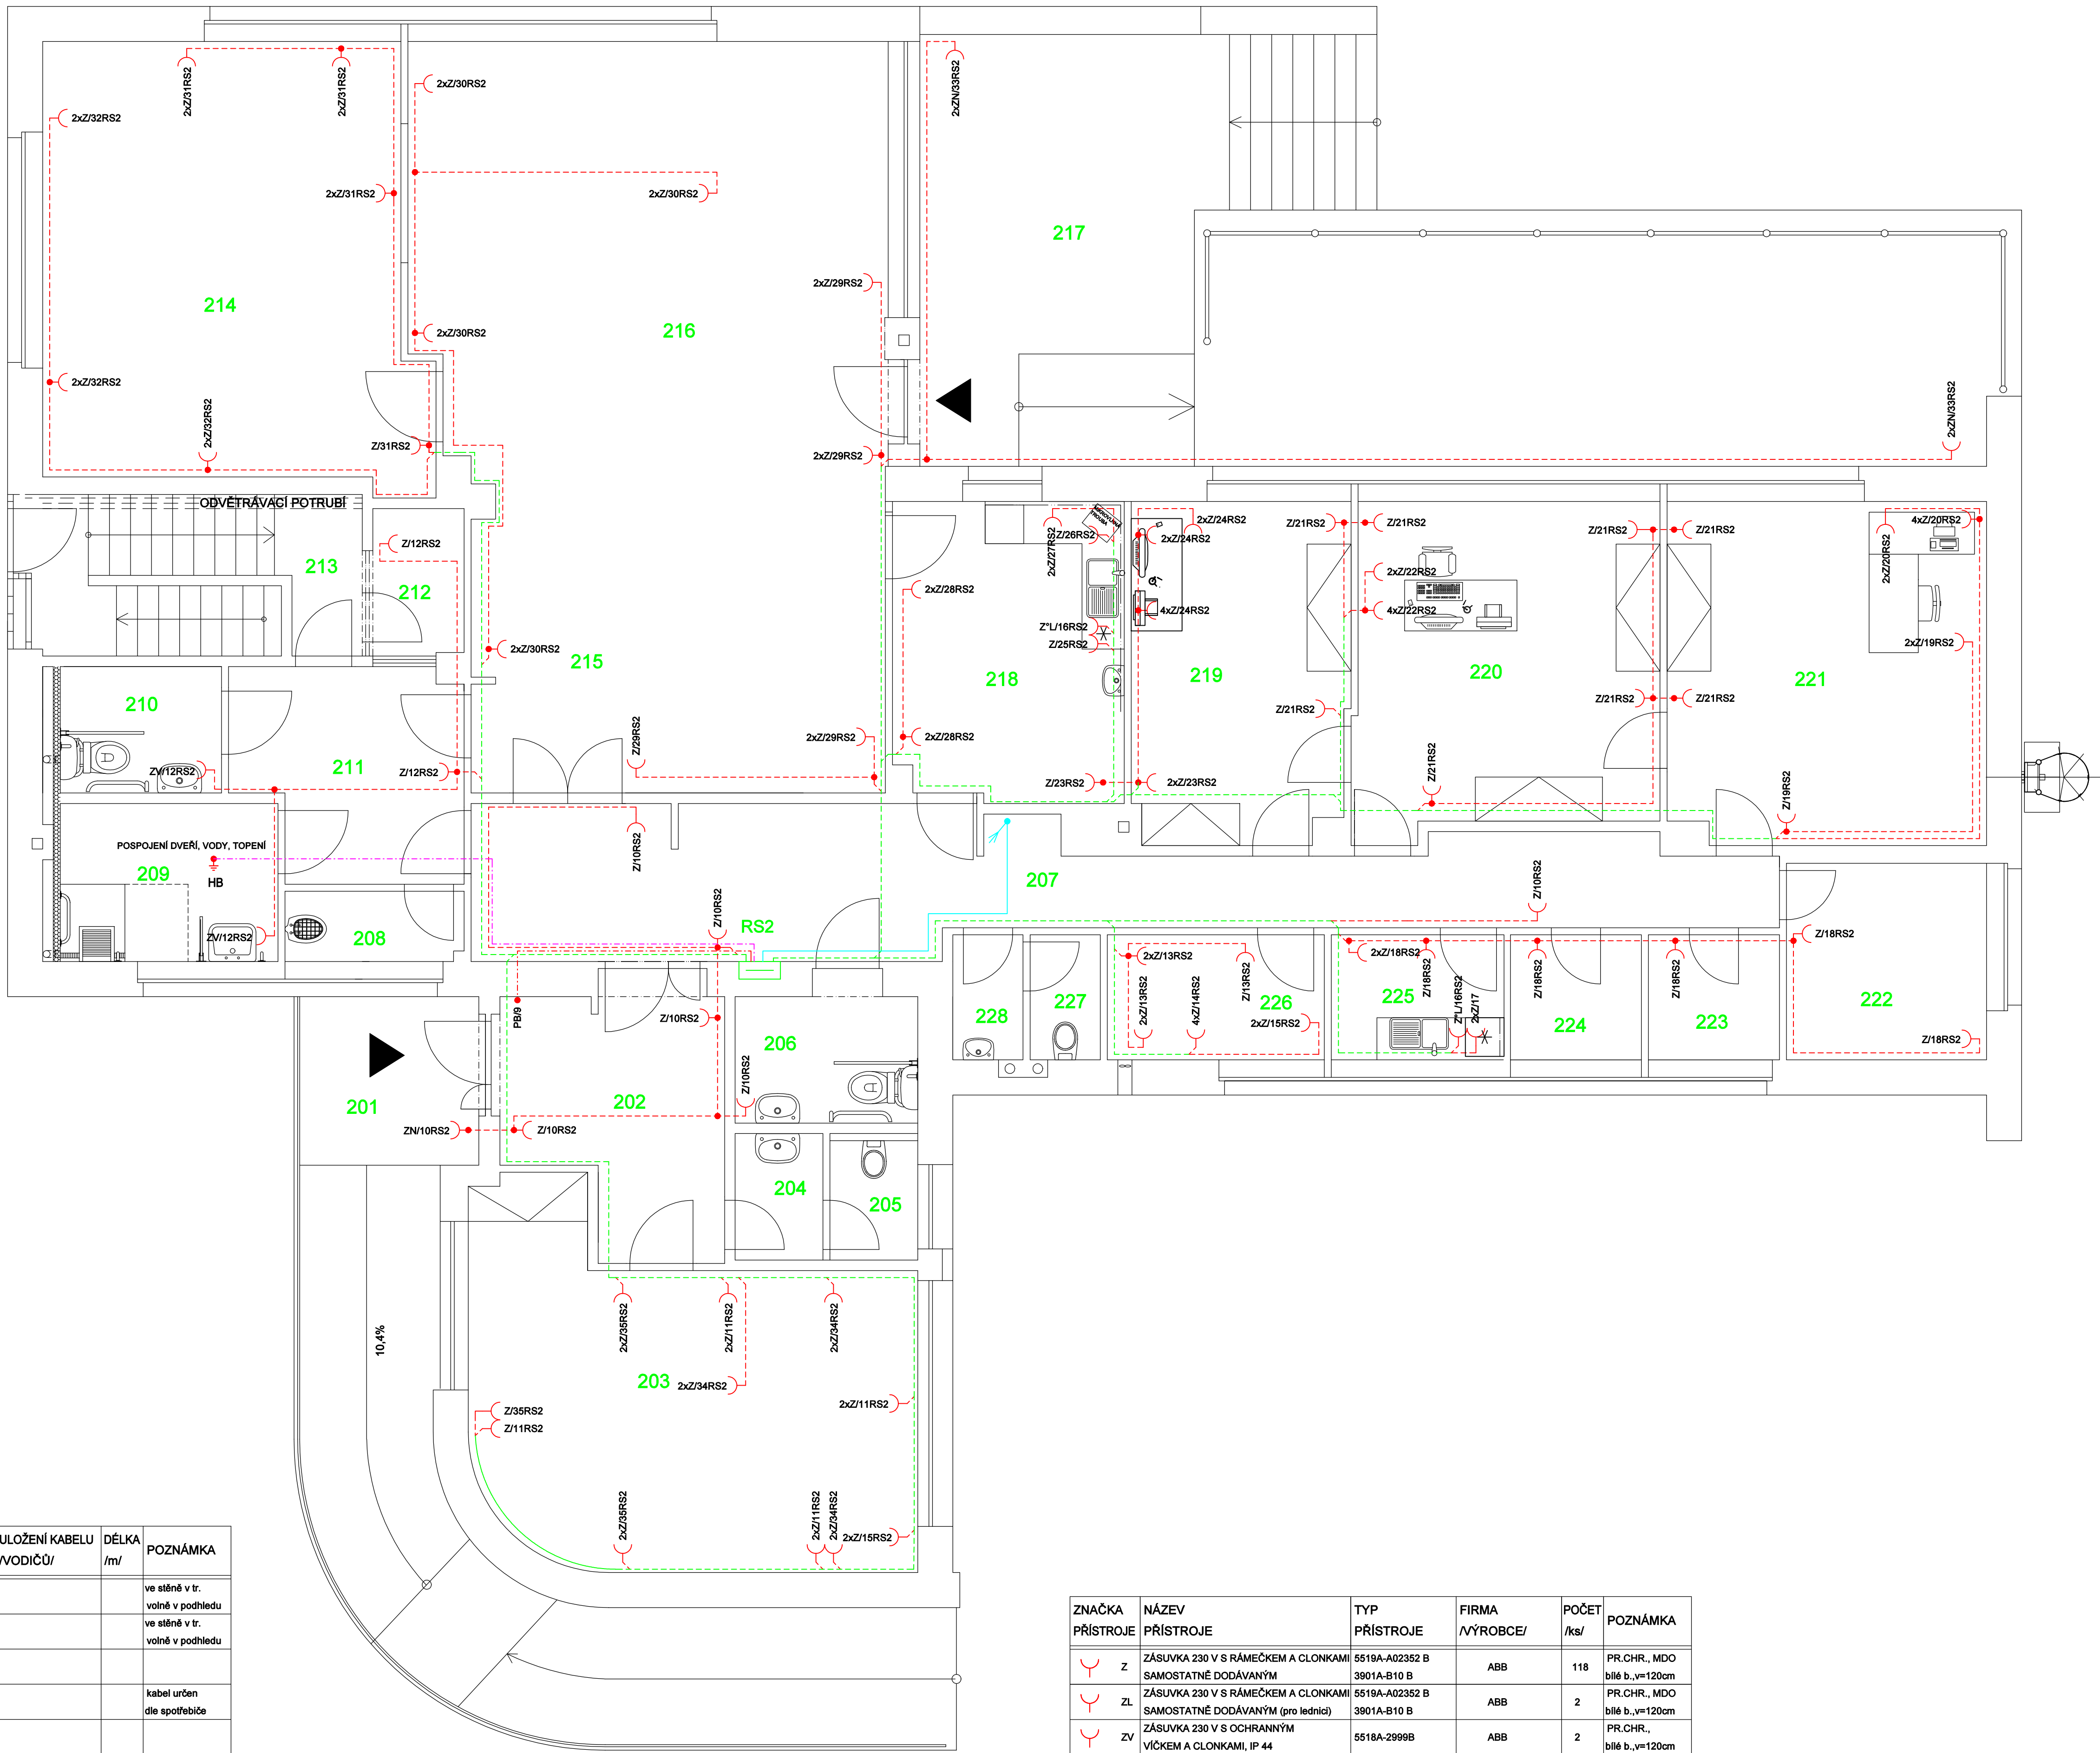 2xZ/31RS2
2xZ/31RS2
2xZ/30RS2
2xZN/33RS2
2xZ/32RS2
2xZ/31RS2
2xZ/30RS2
217
214
216
2xZ/29RS2
2xZ/30RS2
2xZ/32RS2
2xZ/32RS2
Z/31RS2
2xZ/29RS2
2xZN/33RS2
ODVĚTRÁVACÍ POTRUBÍ
213
212
Z/12RS2
2xZ/30RS2
215
2xZ/28RS2
2xZ/27RS2
Z/26RS2
MIKROVLNNÁ
TROUBA
2xZ/24RS2
2xZ/24RS2
4xZ/24RS2
Z°L/16RS2
Z/25RS2
218
219
Z/21RS2
Z/21RS2
2xZ/22RS2
4xZ/22RS2
220
Z/21RS2
Z/21RS2
4xZ/20RS2
2xZ/20RS2
2xZ/19RS2
221
Z/21RS2
Z/21RS2
Z/21RS2
Z/21RS2
Z/19RS2
210
211
ZV/12RS2
Z/12RS2
Z/29RS2
2xZ/29RS2
2xZ/28RS2
Z/23RS2
2xZ/23RS2
POSPOJENÍ DVEŘÍ, VODY, TOPENÍ
209
HB
ZV/12RS2
208
Z/10RS2
Z/10RS2
RS2
207
Z/10RS2
2xZ/13RS2
2xZ/13RS2
4xZ/14RS2
Z/13RS2
226
2xZ/15RS2
2xZ/18RS2
Z/18RS2
225
Z°L/16RS2
2xZ/17
Z/18RS2
224
Z/18RS2
223
Z/18RS2
222
Z/18RS2
228
227
PB/9
Z/10RS2
206
Z/10RS2
201
202
ZN/10RS2
Z/10RS2
204
205
10,4%
2xZ/35RS2
2xZ/11RS2
2xZ/34RS2
203
2xZ/34RS2
2xZ/11RS2
Z/35RS2
Z/11RS2
2xZ/35RS2
2xZ/11RS2
2xZ/34RS2
2xZ/15RS2
ULOŽENÍ KABELU
/VODIČŮ/
DÉLKA
/m/
POZNÁMKA
ve stěně v tr.
volně v podhledu
ve stěně v tr.
volně v podhledu
kabel určen
dle spotřebiče
ZNAČKA
PŘÍSTROJE
NÁZEV
PŘÍSTROJE
TYP
PŘÍSTROJE
FIRMA
/VÝROBCE/
POČET
/ks/
POZNÁMKA
Z
ZÁSUVKA 230 V S RÁMEČKEM A CLONKAMI
SAMOSTATNĚ DODÁVANÝM
5519A-A02352 B
3901A-B10 B
ABB
118
PR.CHR., MDO
bílé b.,v=120cm
ZL
ZÁSUVKA 230 V S RÁMEČKEM A CLONKAMI
SAMOSTATNĚ DODÁVANÝM (pro lednici)
5519A-A02352 B
3901A-B10 B
ABB
2
PR.CHR., MDO
bílé b.,v=120cm
ZV
ZÁSUVKA 230 V S OCHRANNÝM
VÍČKEM A CLONKAMI, IP 44
5518A-2999B
ABB
2
PR.CHR.,
bílé b.,v=120cm